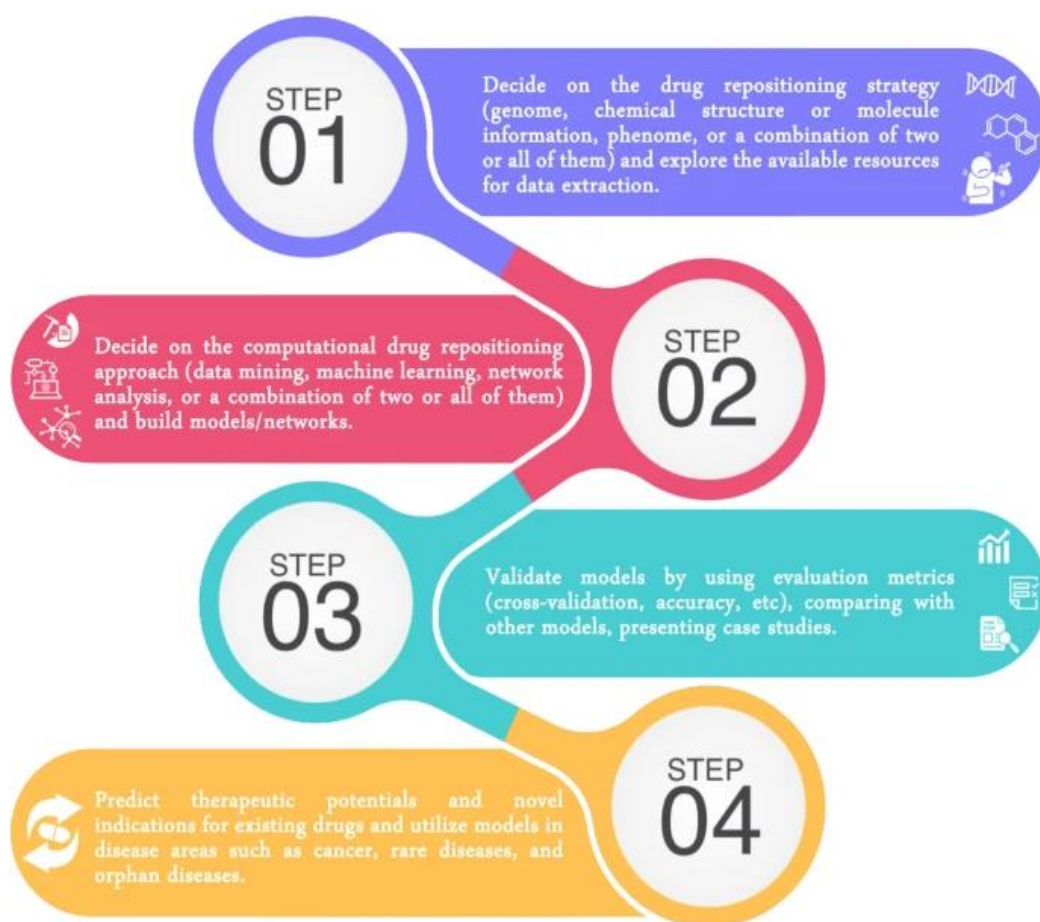 STEP
01
Decide on the drug repositioning strategy
(genome, chemical structure or molecule
information, phenome, or a combination of two
or all of them) and explore the available resources
for data extraction.
STEP
02
Decide on the computational drug repositioning
approach (data mining, machine learning, network
analysis, or a combination of two or all of them)
and build models/networks.
STEP
03
Validate models by using evaluation metrics
(cross-validation, accuracy, etc), comparing with
other models, presenting case studies.
STEP
04
Predict therapeutic potentials and novel
indications for existing drugs and utilize models in
disease areas such as cancer, rare diseases, and
orphan diseases.